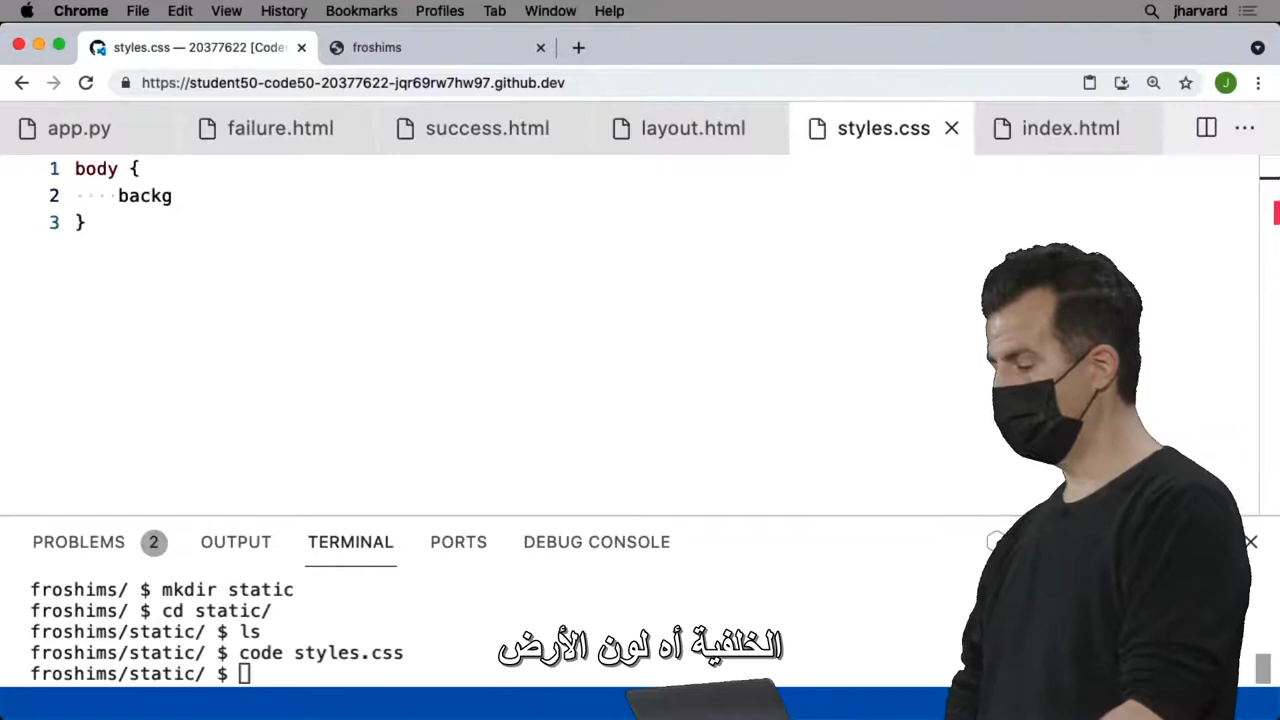 Chrome File Edit View History Bookmarks Profiles Tab Window Help jharvard
styles.css — 20377622 [Code froshims
https://student50-code50-20377622-jqr69rw7hw97.github.dev J
app.py failure.html success.html layout.html styles.css index.html
1 body {
2 ····backg
3 }
PROBLEMS 2 OUTPUT TERMINAL PORTS DEBUG CONSOLE
froshims/ $ mkdir static
froshims/ $ cd static/
froshims/static/ $ ls
froshims/static/ $ code styles.css
froshims/static/ $
الخلفية أه لون الأرض